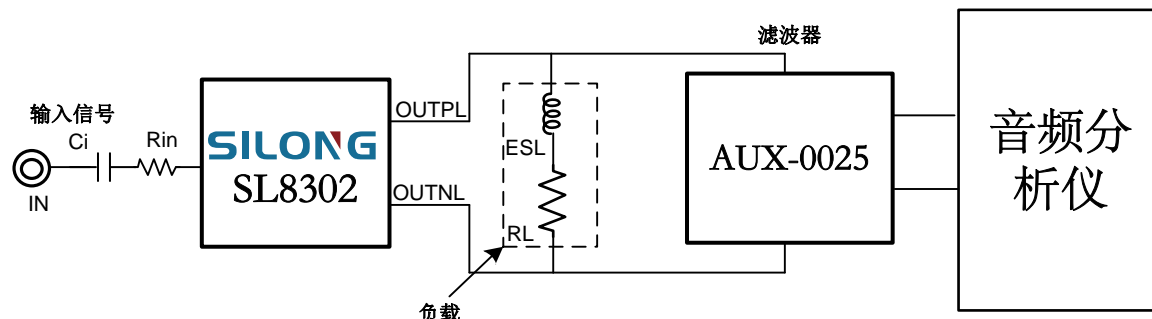 滤波器
输入信号
Ci
Rin
IN
SILONG
SL8302
OUTPL
OUTNL
ESL
RL
负载
AUX-0025
音频分
析仪